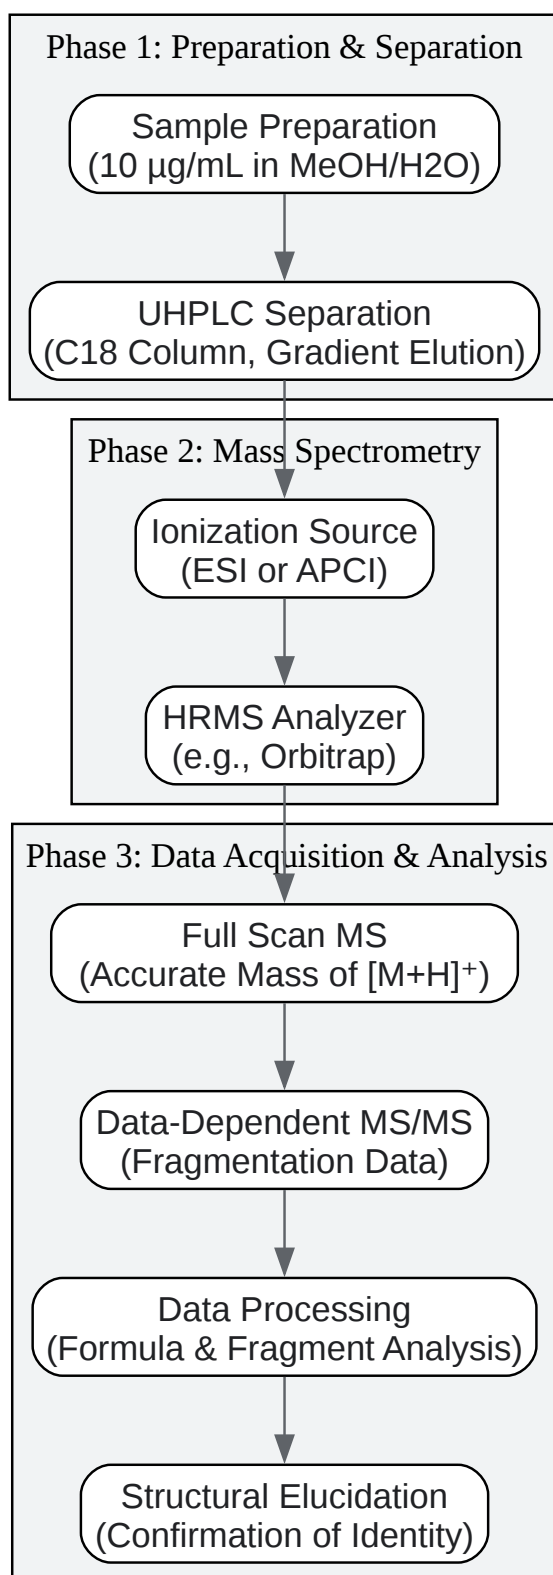 Phase 1: Preparation & Separation
Sample Preparation
(10 µg/mL in MeOH/H2O)
UHPLC Separation
(C18 Column, Gradient Elution)
Phase 2: Mass Spectrometry
Ionization Source
(ESI or APCI)
HRMS Analyzer
(e.g., Orbitrap)
Phase 3: Data Acquisition & Analysis
Full Scan MS
(Accurate Mass of [M+H]⁺)
Data-Dependent MS/MS
(Fragmentation Data)
Data Processing
(Formula & Fragment Analysis)
Structural Elucidation
(Confirmation of Identity)